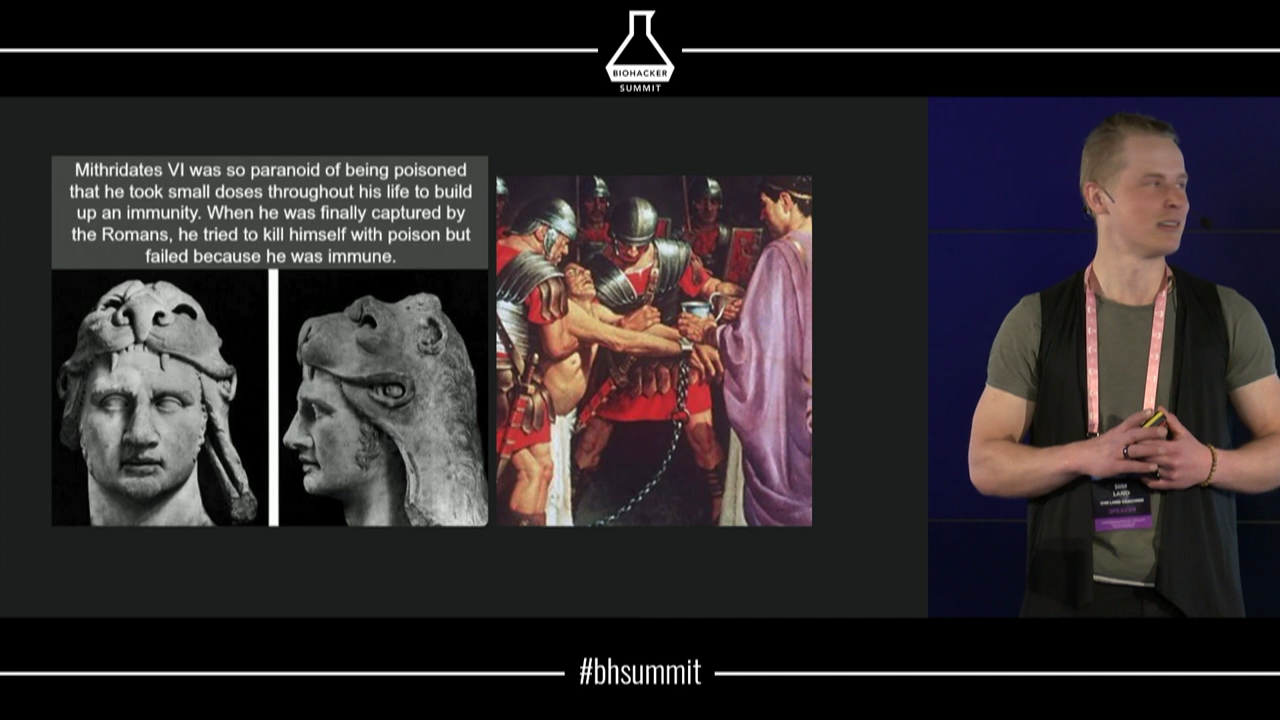 BIOHACKER
SUMMIT
Mithridates VI was so paranoid of being poisoned
that he took small doses throughout his life to build
up an immunity. When he was finally captured by
the Romans, he tried to kill himself with poison but
failed because he was immune.
LAND
SPEAKER
#bhsummit